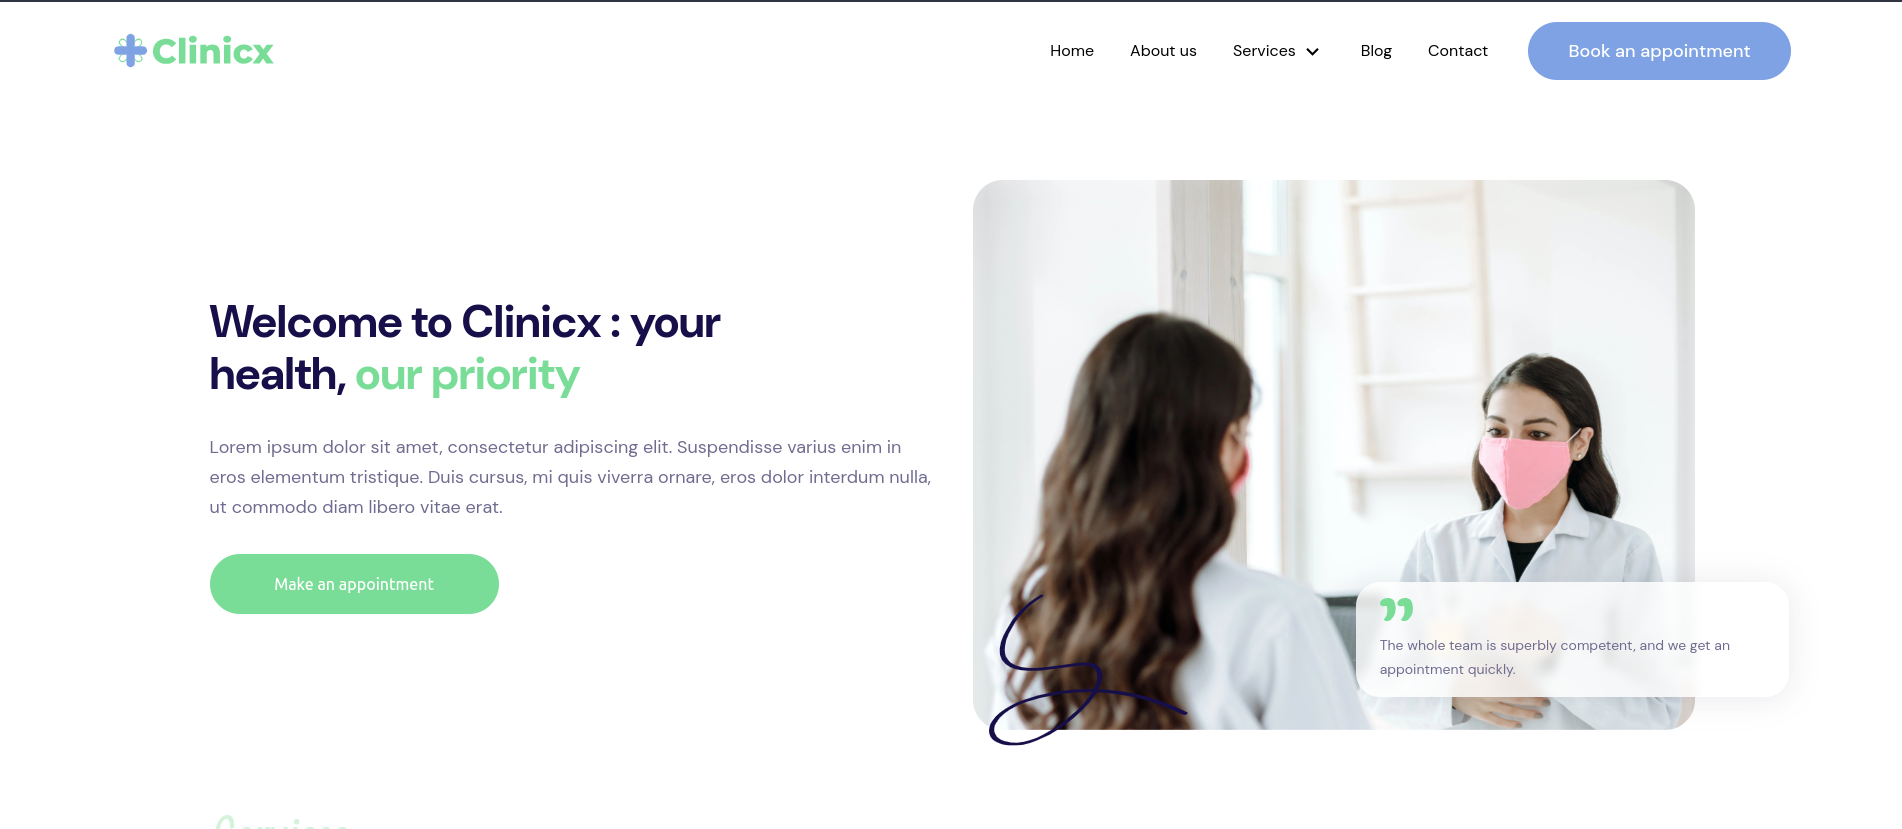 Clinicx
Home
About us
Services
Blog
Contact
Book an appointment
Welcome to Clinicx : your
health, our priority
Lorem ipsum dolor sit amet, consectetur adipiscing elit. Suspendisse varius enim in
eros elementum tristique. Duis cursus, mi quis viverra ornare, eros dolor interdum nulla,
ut commodo diam libero vitae erat.
Make an appointment
”
The whole team is superbly competent, and we get an
appointment quickly.
Services